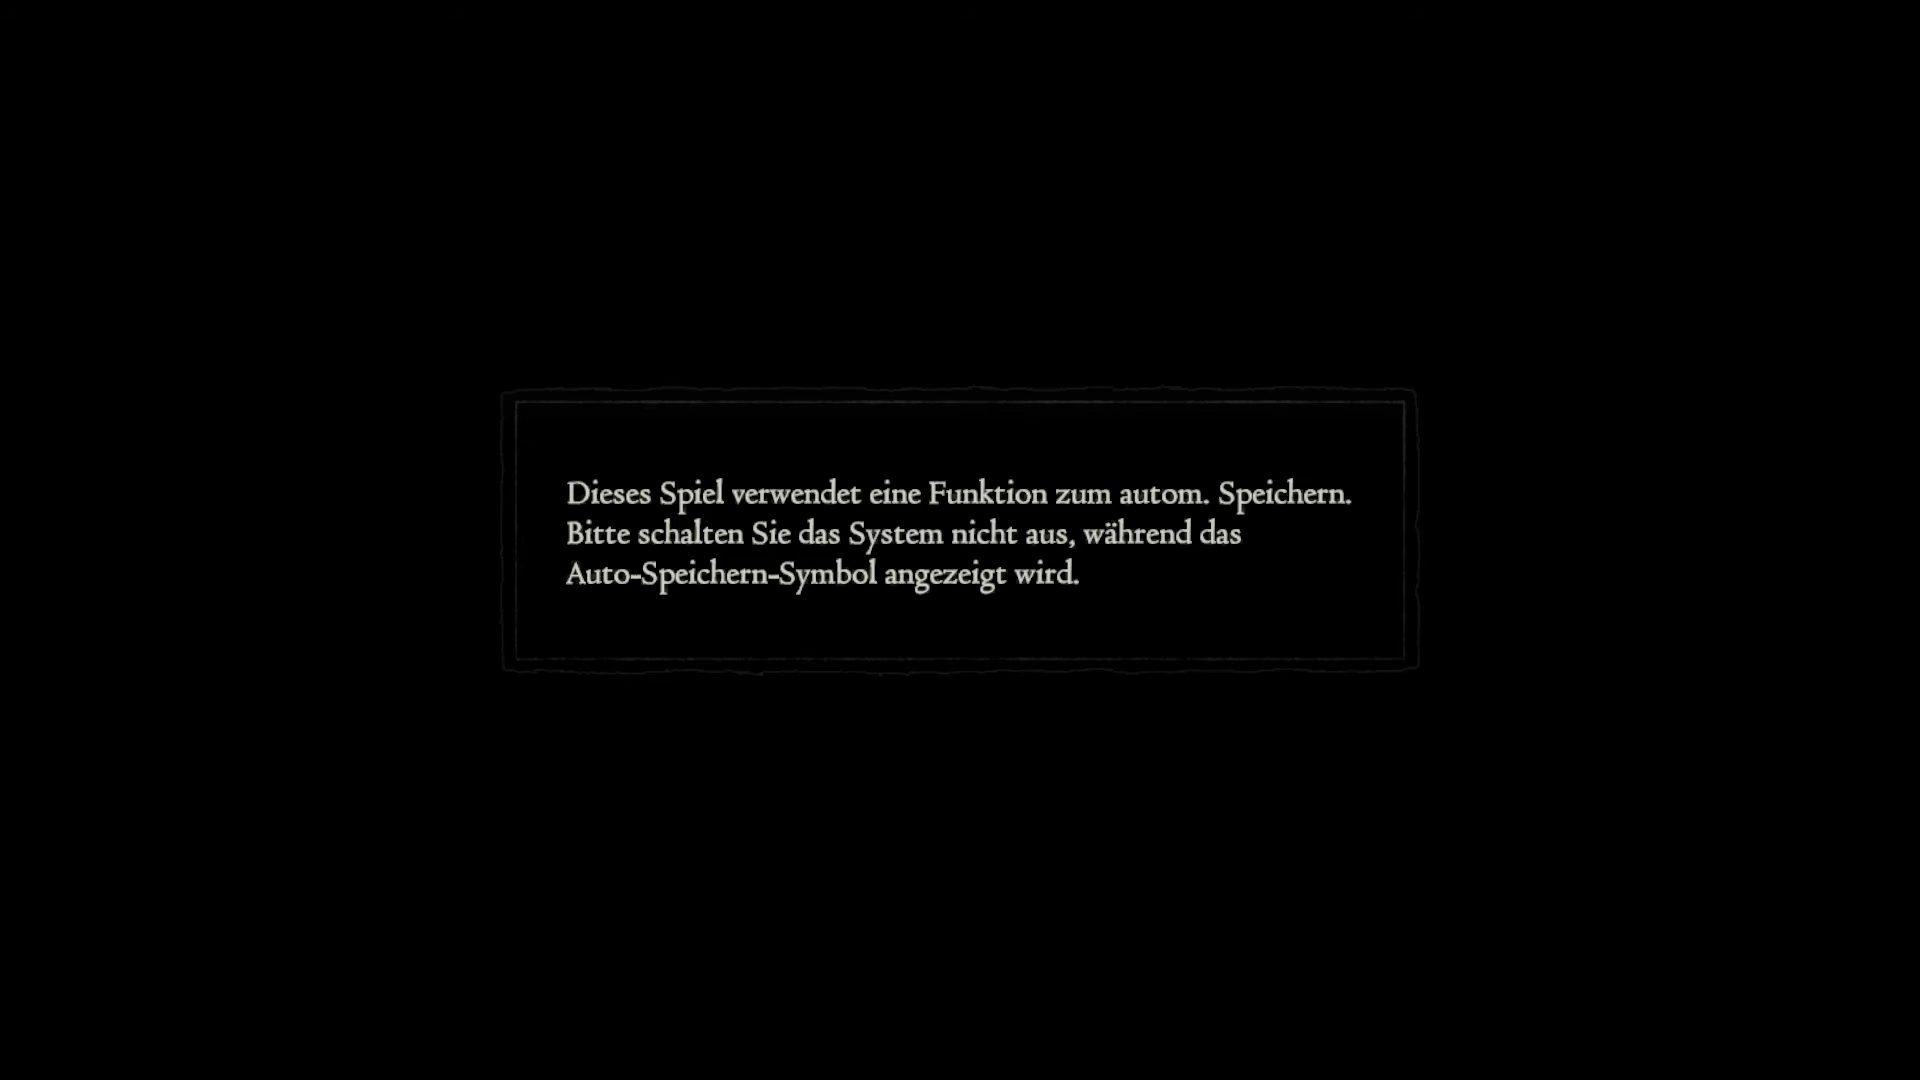 Dieses Spiel verwendet eine Funktion zum autom. Speichern.
Bitte schalten Sie das System nicht aus, während das
Auto-Speichern-Symbol angezeigt wird.